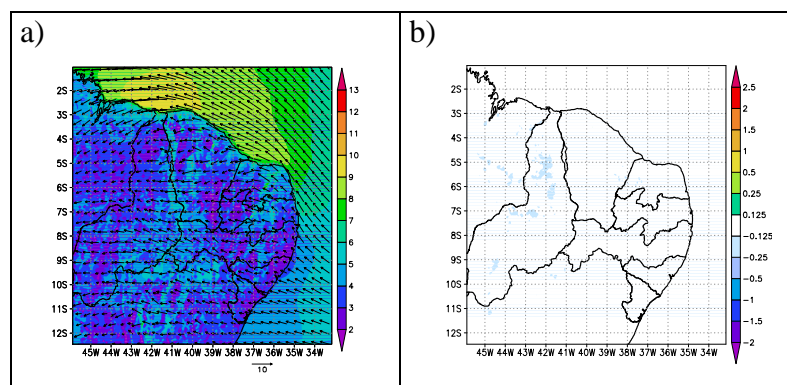 a)
2S
3S
4S
5S
6S
7S
8S
9S
10S
11S
12S
45W 44W 43W 42W 41W 40W 39W 38W 37W 36W 35W 34W
10
13
12
11
10
9
8
7
6
5
4
3
2
b)
2S
3S
4S
5S
6S
7S
8S
9S
10S
11S
12S
45W 44W 43W 42W 41W 40W 39W 38W 37W 36W 35W 34W
2.5
2
1.5
1
0.5
0.25
0.125
-0.125
-0.25
-0.5
-1
-1.5
-2